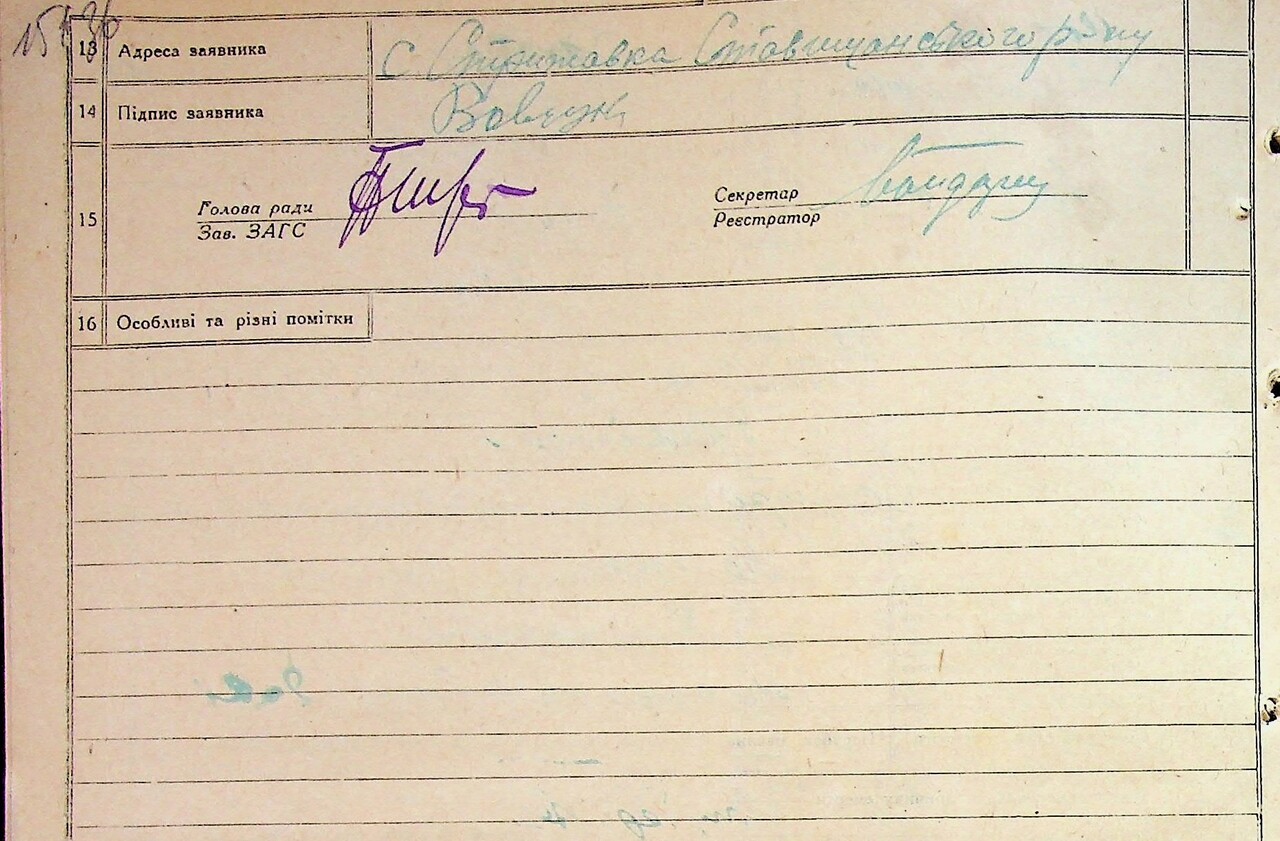 13 Адреса заявника с Стрижавка Ставищанського р-ну
14 Підпис заявника Вовчук
15
Голова ради
Зав. ЗАГС
Секретар
Реєстратор
16 Особливі та різні помітки